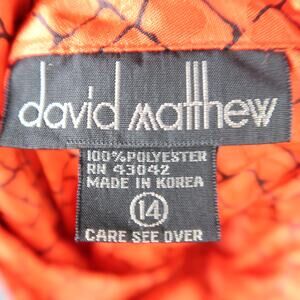 david matthew
100% POLYESTER
RN 43042
MADE IN KOREA
14
CARE SEE OVER